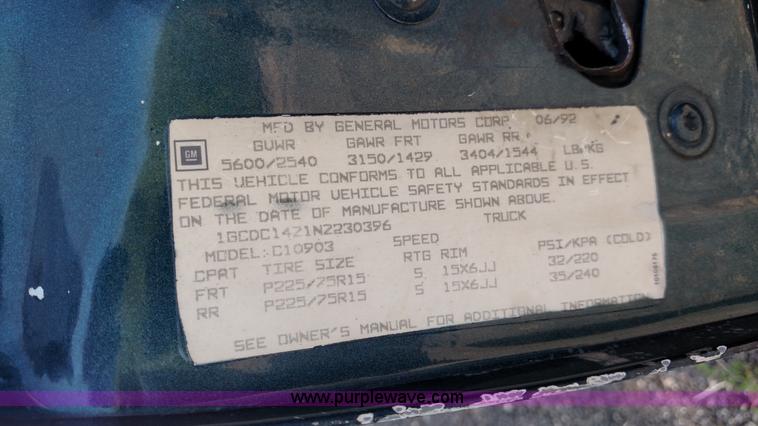 MFD BY GENERAL MOTORS CORP 06/92
GM
GVWR GAWR FRT GAWR RR
5600/2540 3150/1429 3404/1544 LB/KG
THIS VEHICLE CONFORMS TO ALL APPLICABLE U.S.
FEDERAL MOTOR VEHICLE SAFETY STANDARDS IN EFFECT
ON THE DATE OF MANUFACTURE SHOWN ABOVE.
1GCDC14Z1NZ230396 TRUCK
MODEL: C10903
SPEED
CPAT TIRE SIZE RTG RIM PSI/KPA (COLD)
FRT P225/75R15 S 15X6JJ 32/220
RR P225/75R15 S 15X6JJ 35/240
SEE OWNER'S MANUAL FOR ADDITIONAL INFORMATION
www.purplewave.com